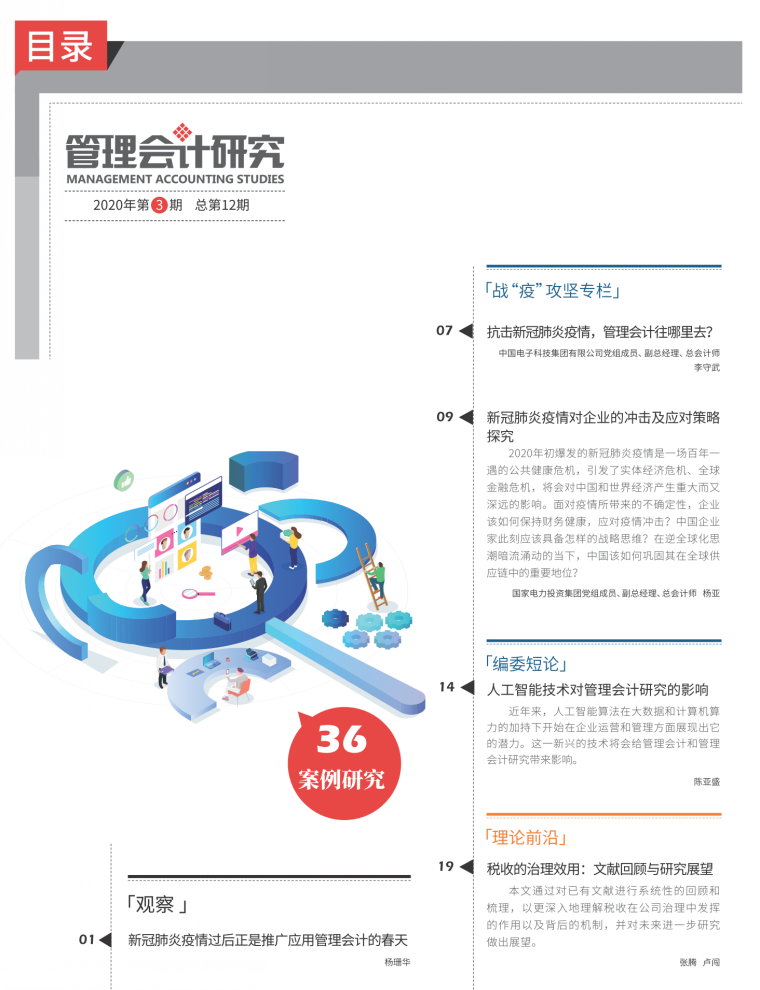 目录
管理会计研究
MANAGEMENT ACCOUNTING STUDIES
2020年第3期 总第12期
「战“疫”攻坚专栏」
07 抗击新冠肺炎疫情，管理会计往哪里去？
中国电子科技集团有限公司党组成员、副总经理、总会计师
李守武
09 新冠肺炎疫情对企业的冲击及应对策略
探究
2020年初爆发的新冠肺炎疫情是一场百年一
遇的公共健康危机，引发了实体经济危机、全球
金融危机，将会对中国和世界经济产生重大而又
深远的影响。面对疫情所带来的不确定性，企业
该如何保持财务健康，应对疫情冲击？中国企业
家此刻应该具备怎样的战略思维？在逆全球化思
潮暗流涌动的当下，中国该如何巩固其在全球供
应链中的重要地位？
国家电力投资集团党组成员、副总经理、总会计师 杨亚
「编委短论」
14 人工智能技术对管理会计研究的影响
近年来，人工智能算法在大数据和计算机算
力的加持下开始在企业运营和管理方面展现出它
的潜力。这一新兴的技术将会给管理会计和管理
会计研究带来影响。
陈亚盛
「理论前沿」
19 税收的治理效用：文献回顾与研究展望
本文通过对已有文献进行系统性的回顾和
梳理，以更深入地理解税收在公司治理中发挥
的作用以及背后的机制，并对未来进一步研究
做出展望。
张腾 卢闯
36
案例研究
「观察」
01 新冠肺炎疫情过后正是推广应用管理会计的春天
杨珊华